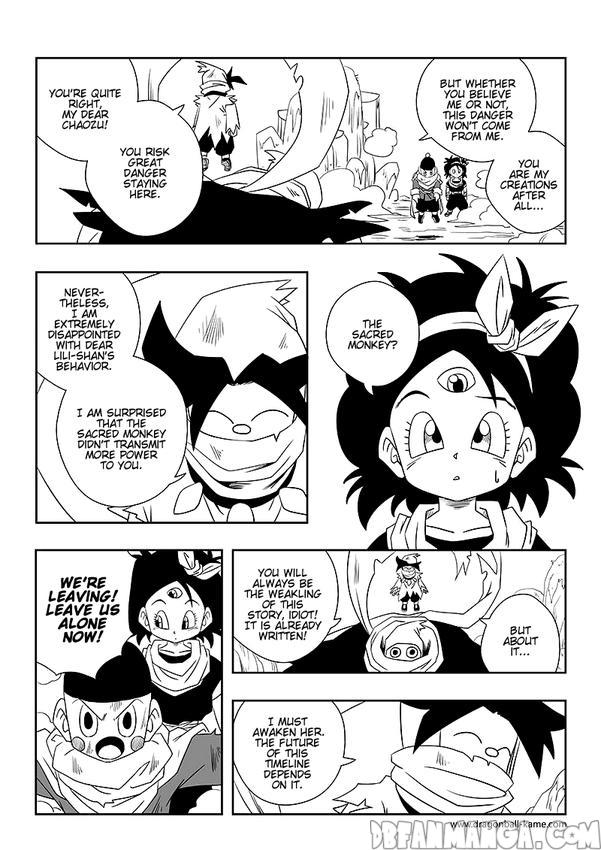 YOU'RE QUITE
RIGHT,
MY DEAR
CHAOZU!
YOU RISK
GREAT
DANGER
STAYING
HERE.
BUT WHETHER
YOU BELIEVE
ME OR NOT,
THIS DANGER
WON'T COME
FROM ME.
YOU
ARE MY
CREATIONS
AFTER
ALL...
NEVER-
THELESS,
I AM
EXTREMELY
DISAPPOINTED
WITH DEAR
LILI-SHAN'S
BEHAVIOR.
I AM SURPRISED
THAT THE
SACRED MONKEY
DIDN'T TRANSMIT
MORE POWER
TO YOU.
THE
SACRED
MONKEY?
WE'RE
LEAVING!
LEAVE US
ALONE
NOW!
YOU WILL
ALWAYS BE
THE WEAKLING
OF THIS
STORY, IDIOT!
IT IS ALREADY
WRITTEN!
BUT
ABOUT
IT...
I MUST
AWAKEN HER.
THE FUTURE
OF THIS
TIMELINE
DEPENDS
ON IT.
www.dragonball-kame.com
DBFANMANGA.COM